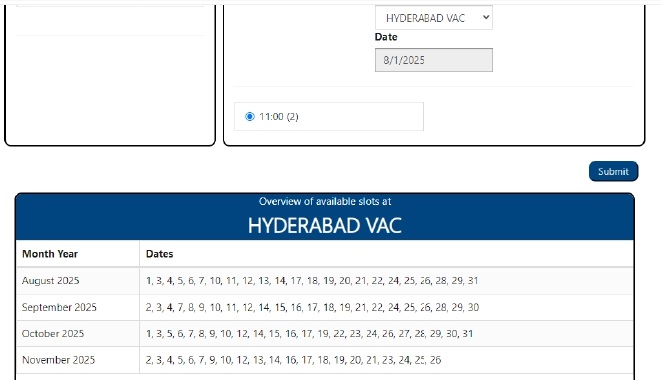 HYDERABAD VAC
Date
8/1/2025
11:00 (2)
Submit
Overview of available slots at
HYDERABAD VAC
Month Year Dates
August 2025 1, 3, 4, 5, 6, 7, 10, 11, 12, 13, 14, 17, 18, 19, 20, 21, 22, 24, 25, 26, 28, 29, 31
September 2025 2, 3, 4, 7, 8, 9, 10, 11, 12, 14, 15, 16, 17, 18, 19, 21, 22, 24, 25, 26, 28, 29, 30
October 2025 1, 3, 5, 6, 7, 8, 9, 10, 12, 14, 15, 16, 17, 19, 22, 23, 24, 26, 27, 28, 29, 30, 31
November 2025 2, 3, 4, 5, 6, 7, 9, 10, 12, 13, 14, 16, 17, 18, 19, 20, 21, 23, 24, 25, 26